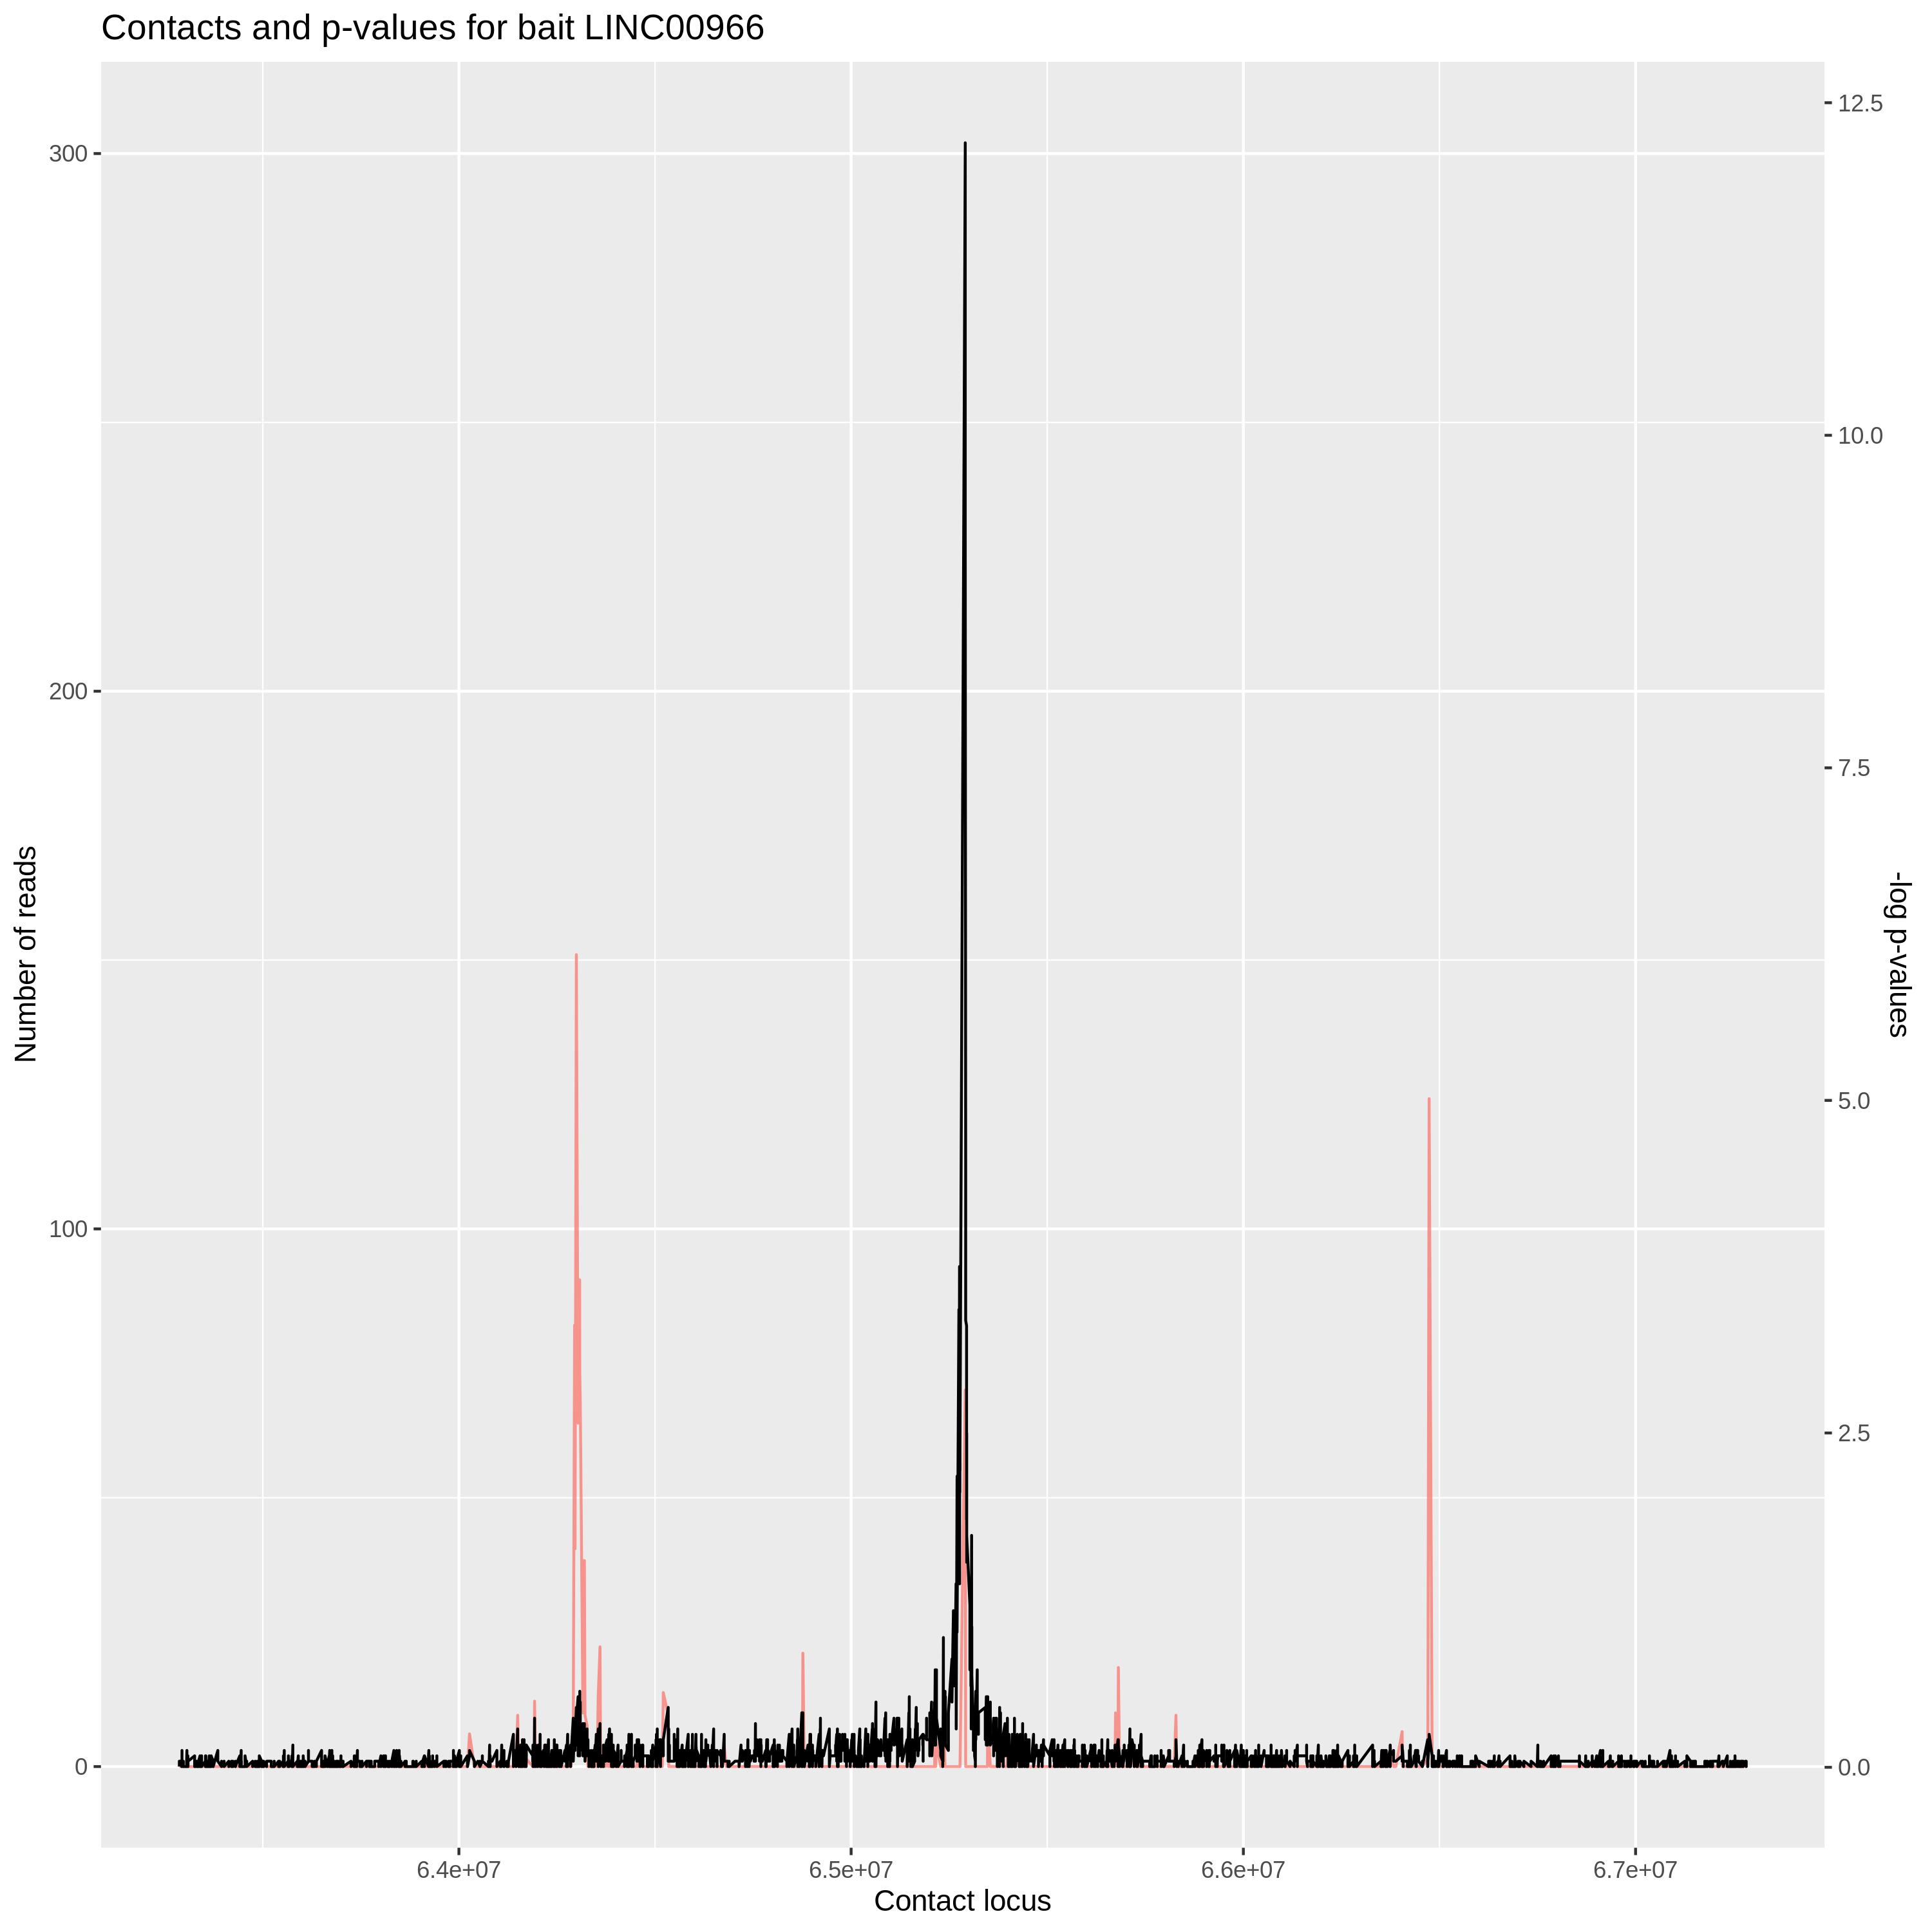 Contacts and p-values for bait LINC00966
Number of reads
300
200
100
0
12.5
10.0
7.5
5.0
2.5
0.0
-log p-values
6.4e+07
6.5e+07
6.6e+07
6.7e+07
Contact locus